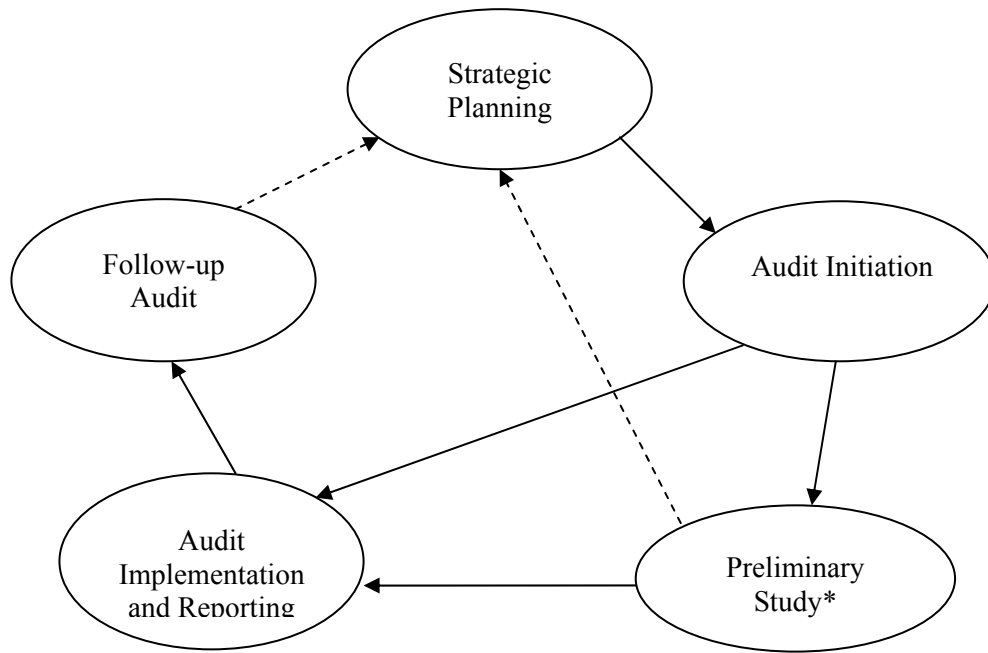 Strategic
Planning
Audit Initiation
Preliminary
Study*
Audit
Implementation
and Reporting
Follow-up
Audit